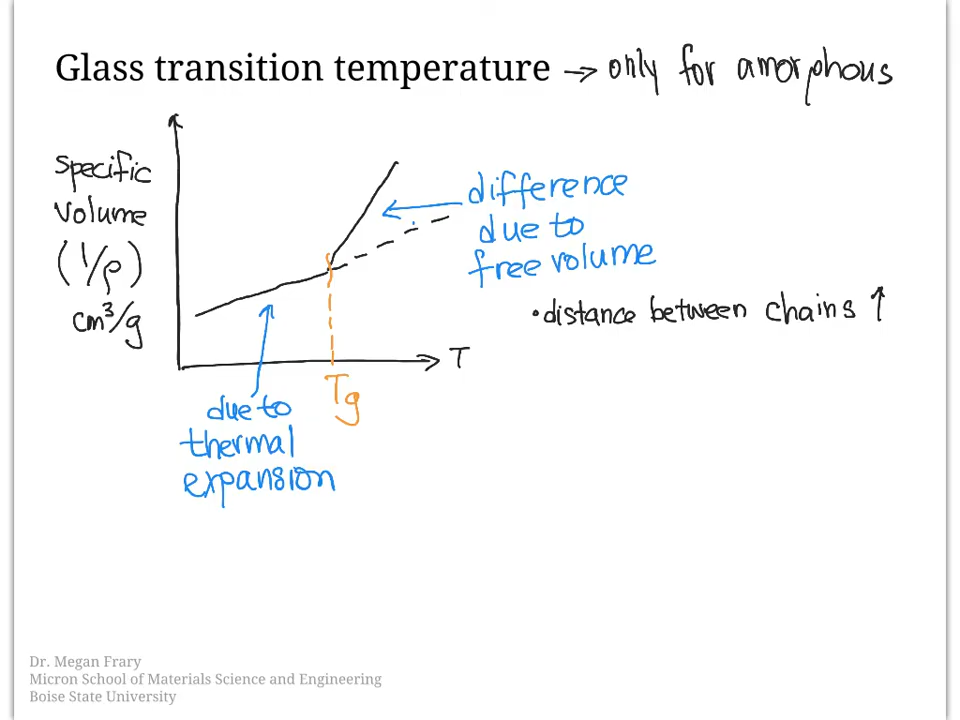 Glass transition temperature → only for amorphous
specific
volume
(1/ρ)
cm³/g
difference
due to
free volume
• distance between chains ↑
T
Tg
due to
thermal
expansion
Dr. Megan Frary
Micron School of Materials Science and Engineering
Boise State University